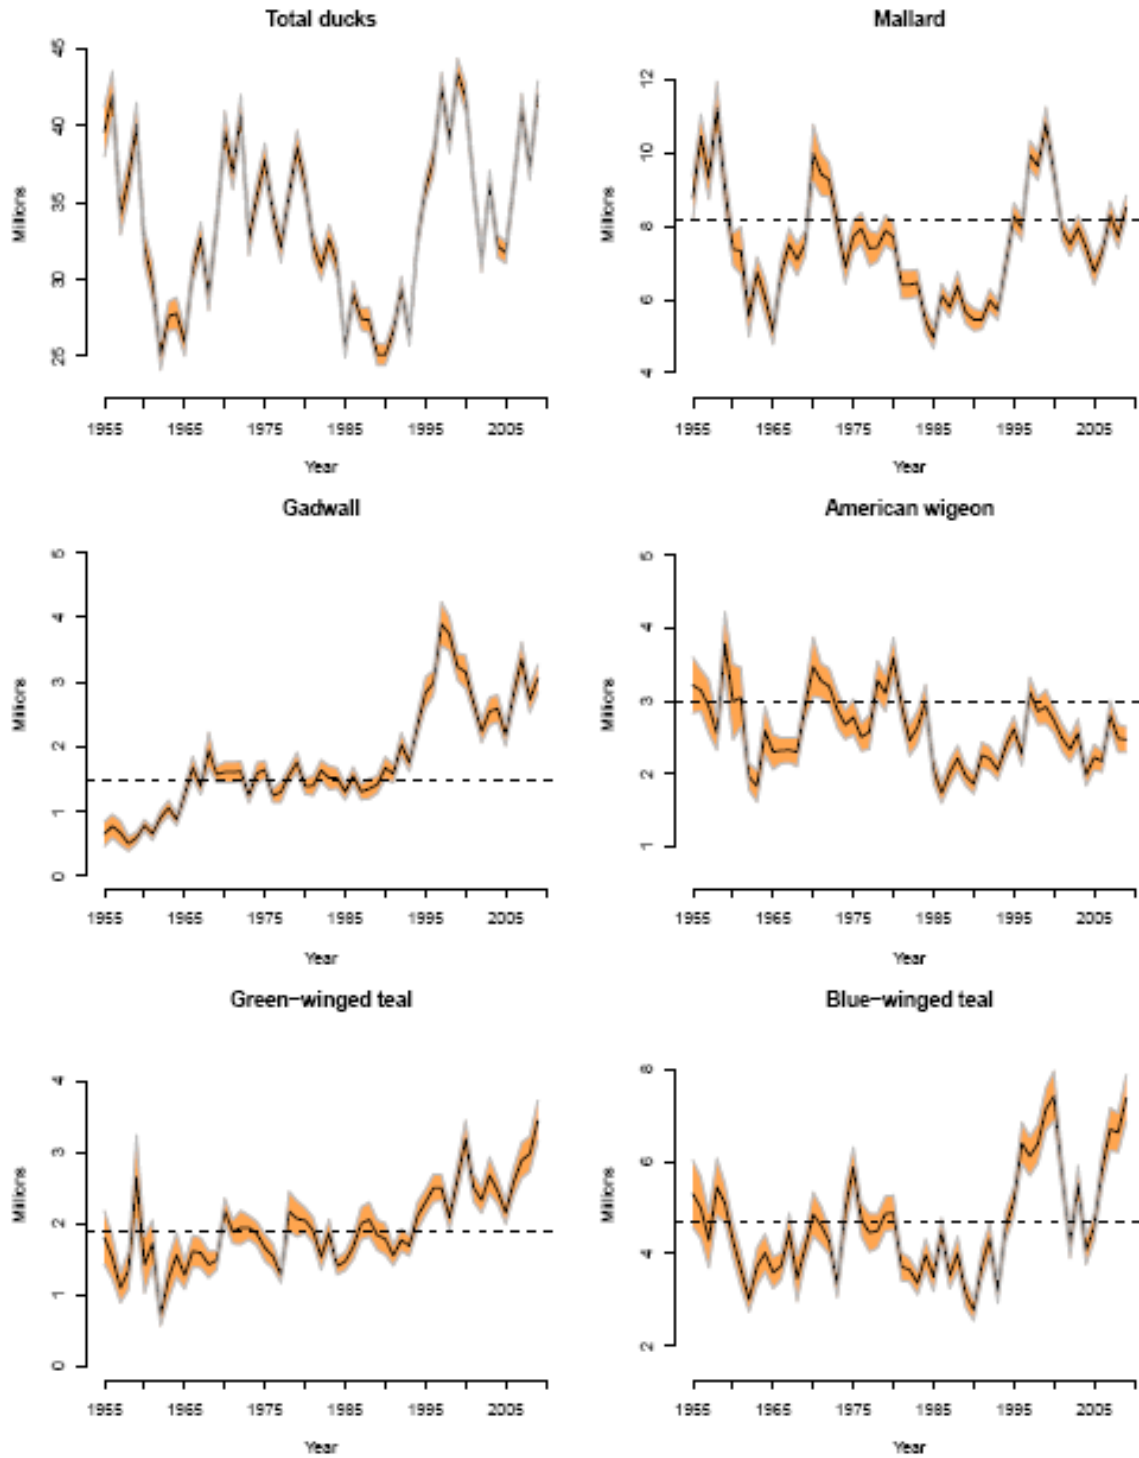 Total ducks
Mallard
Millions
45
40
35
30
25
1955 1965 1975 1985 1995 2005
Year
Millions
12
10
8
6
4
1955 1965 1975 1985 1995 2005
Year
Gadwall
American wigeon
Millions
5
4
3
2
1
0
1955 1965 1975 1985 1995 2005
Year
Millions
5
4
3
2
1
1955 1965 1975 1985 1995 2005
Year
Green-winged teal
Blue-winged teal
Millions
4
3
2
1
0
1955 1965 1975 1985 1995 2005
Year
Millions
8
6
4
2
1955 1965 1975 1985 1995 2005
Year